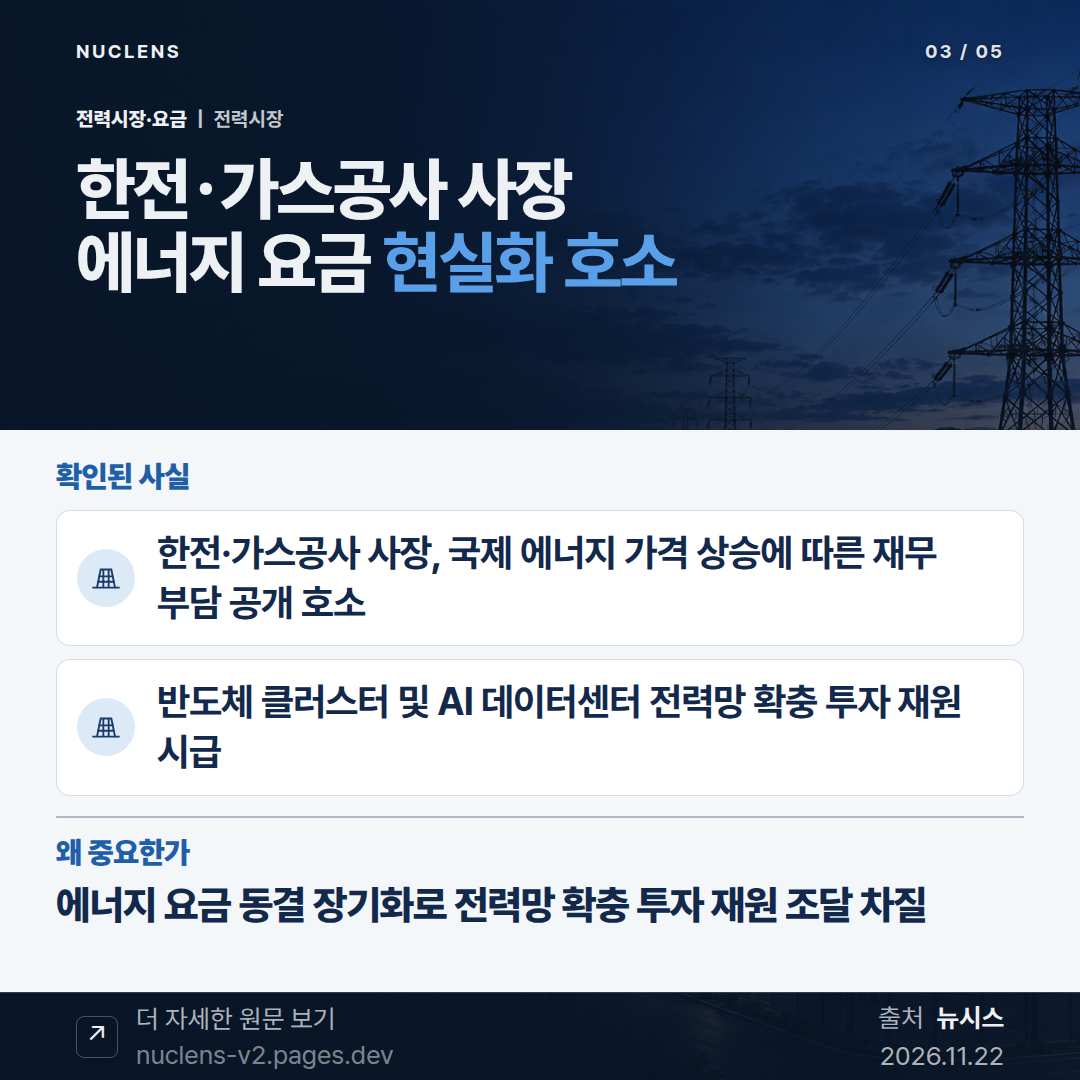 NUCLENS
03 / 05
전력시장·요금 | 전력시장
한전·가스공사 사장
에너지 요금 현실화 호소
확인된 사실
한전·가스공사 사장, 국제 에너지 가격 상승에 따른 재무
부담 공개 호소
반도체 클러스터 및 AI 데이터센터 전력망 확충 투자 재원
시급
왜 중요한가
에너지 요금 동결 장기화로 전력망 확충 투자 재원 조달 차질
더 자세한 원문 보기
nuclens-v2.pages.dev
출처 뉴시스
2026.11.22